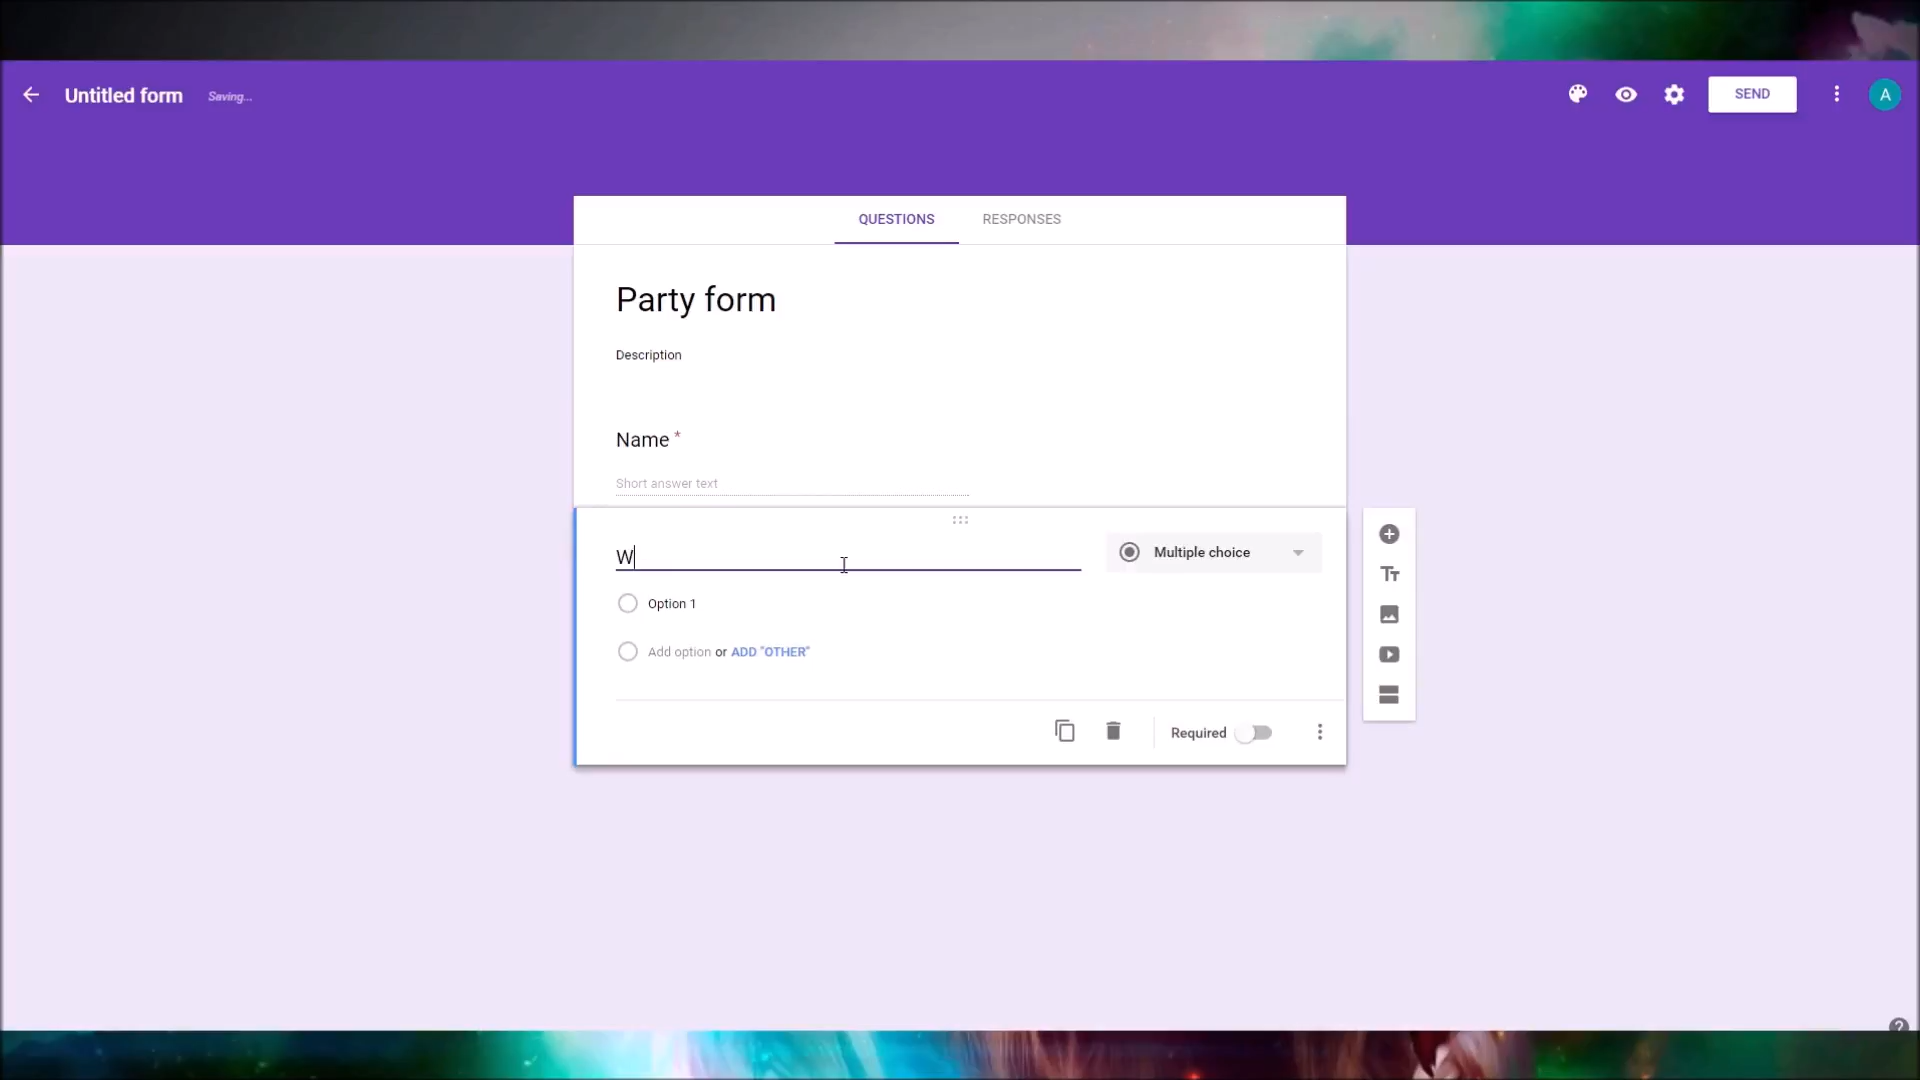 Untitled form Saving... SEND A
QUESTIONS RESPONSES
Party form
Description
Name *
Short answer text
W Multiple choice
Option 1
Add option or ADD "OTHER"
Required
?